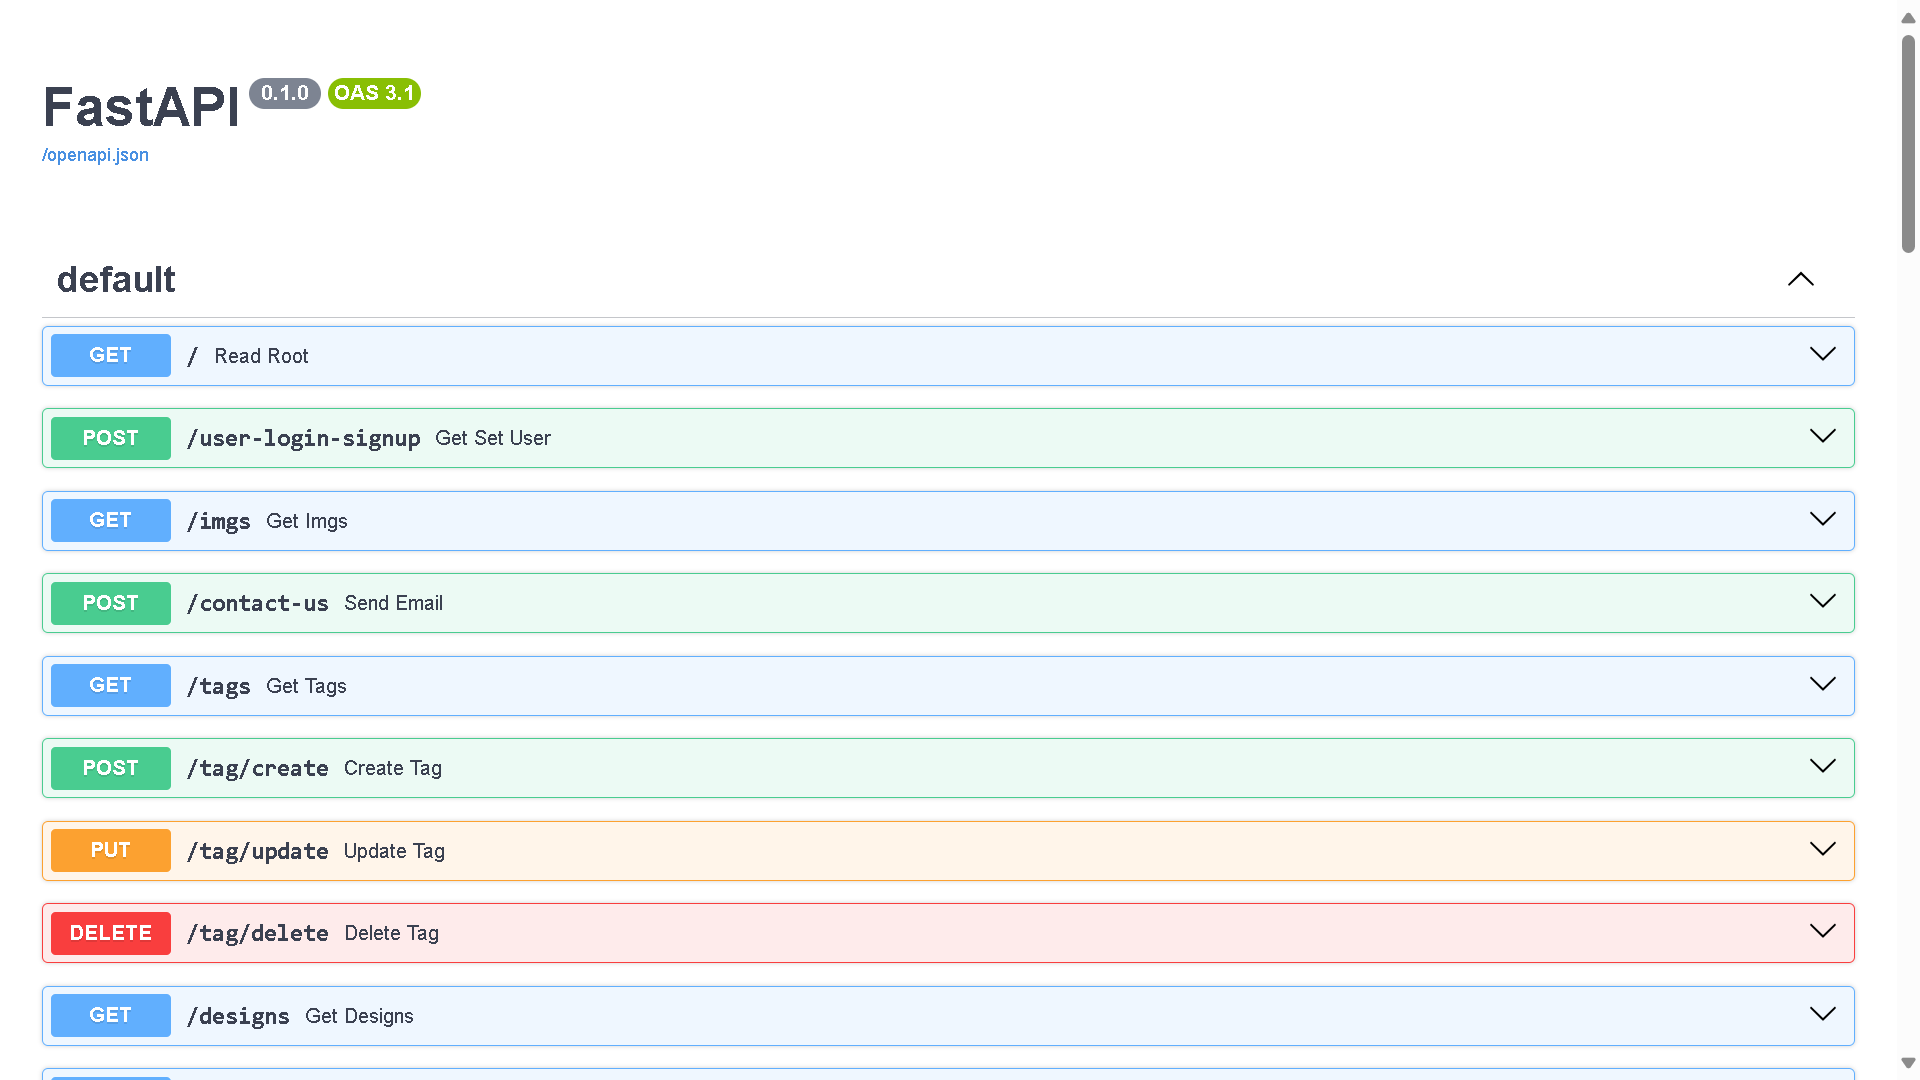 FastAPI 0.1.0 OAS 3.1
/openapi.json
default
GET / Read Root
POST /user-login-signup Get Set User
GET /imgs Get Imgs
POST /contact-us Send Email
GET /tags Get Tags
POST /tag/create Create Tag
PUT /tag/update Update Tag
DELETE /tag/delete Delete Tag
GET /designs Get Designs